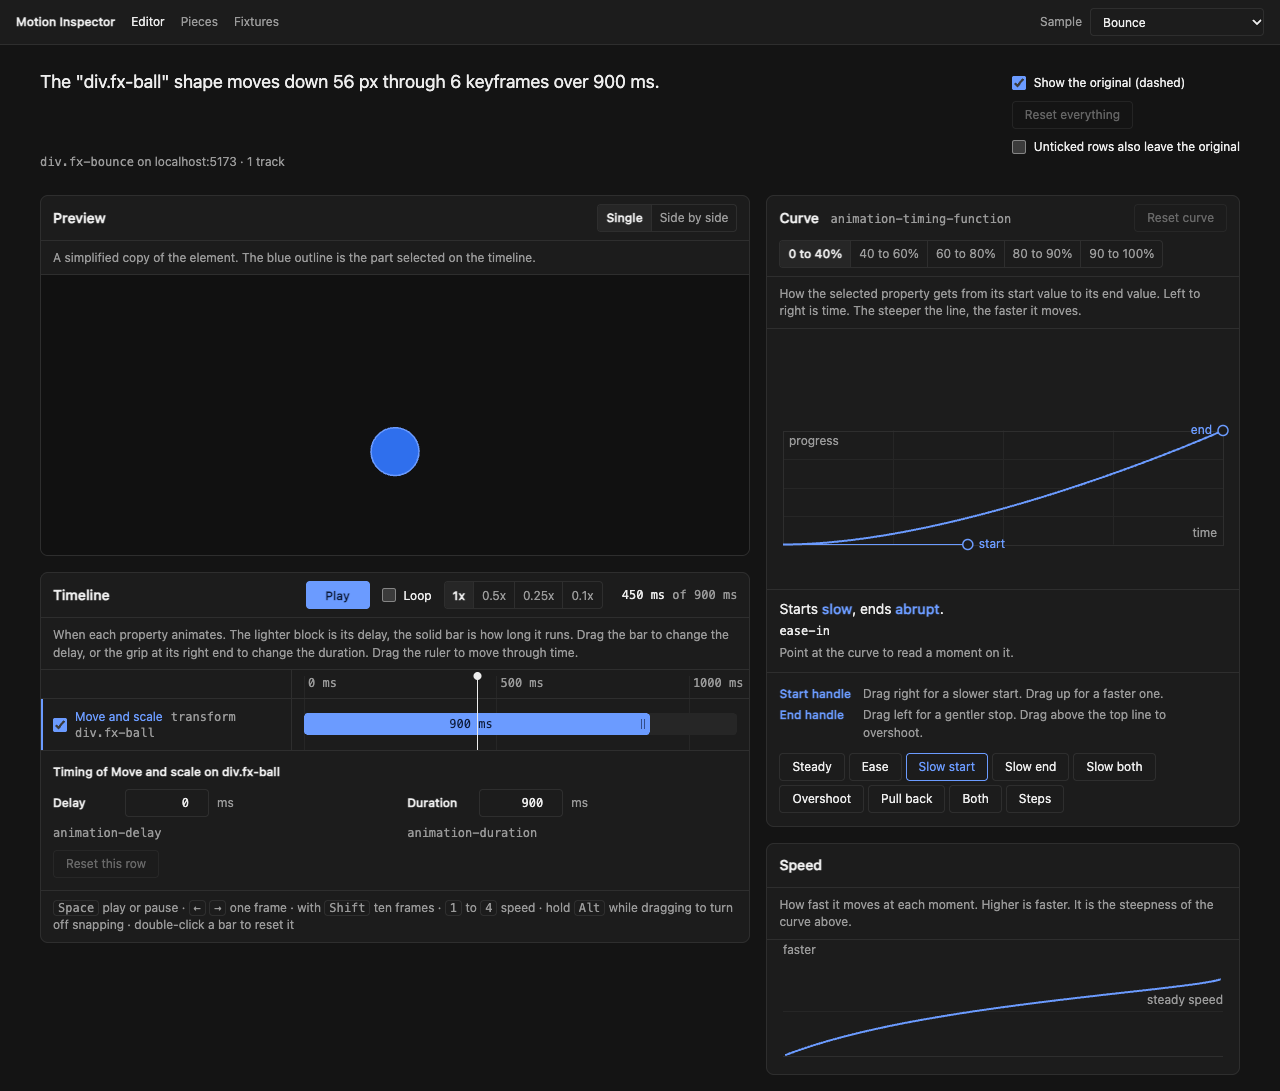 Motion Inspector Editor Pieces Fixtures Sample Bounce
The "div.fx-ball" shape moves down 56 px through 6 keyframes over 900 ms.
Show the original (dashed)
Reset everything
Unticked rows also leave the original
div.fx-bounce on localhost:5173 · 1 track
Preview Single Side by side
A simplified copy of the element. The blue outline is the part selected on the timeline.
Timeline Play Loop 1x 0.5x 0.25x 0.1x 450 ms of 900 ms
When each property animates. The lighter block is its delay, the solid bar is how long it runs. Drag the bar to change the
delay, or the grip at its right end to change the duration. Drag the ruler to move through time.
0 ms 500 ms 1000 ms
Move and scale transform
div.fx-ball
900 ms
Timing of Move and scale on div.fx-ball
Delay 0 ms Duration 900 ms
animation-delay animation-duration
Reset this row
Space play or pause · ← → one frame · with Shift ten frames · 1 to 4 speed · hold Alt while dragging to turn
off snapping · double-click a bar to reset it
Curve animation-timing-function Reset curve
0 to 40% 40 to 60% 60 to 80% 80 to 90% 90 to 100%
How the selected property gets from its start value to its end value. Left to
right is time. The steeper the line, the faster it moves.
end
progress
time
start
Starts slow, ends abrupt.
ease-in
Point at the curve to read a moment on it.
Start handle Drag right for a slower start. Drag up for a faster one.
End handle Drag left for a gentler stop. Drag above the top line to
overshoot.
Steady Ease Slow start Slow end Slow both
Overshoot Pull back Both Steps
Speed
How fast it moves at each moment. Higher is faster. It is the steepness of the
curve above.
faster
steady speed